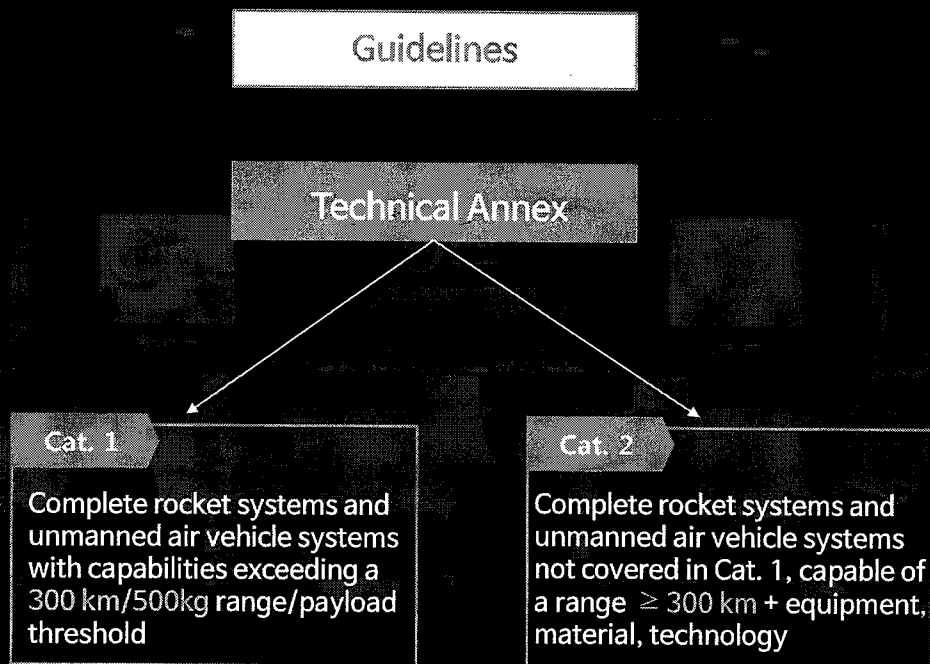 Guidelines
Technical Annex
Cat. 1
Complete rocket systems and
unmanned air vehicle systems
with capabilities exceeding a
300 km/500kg range/payload
threshold
Cat. 2
Complete rocket systems and
unmanned air vehicle systems
not covered in Cat. 1, capable of
a range ≥ 300 km + equipment,
material, technology